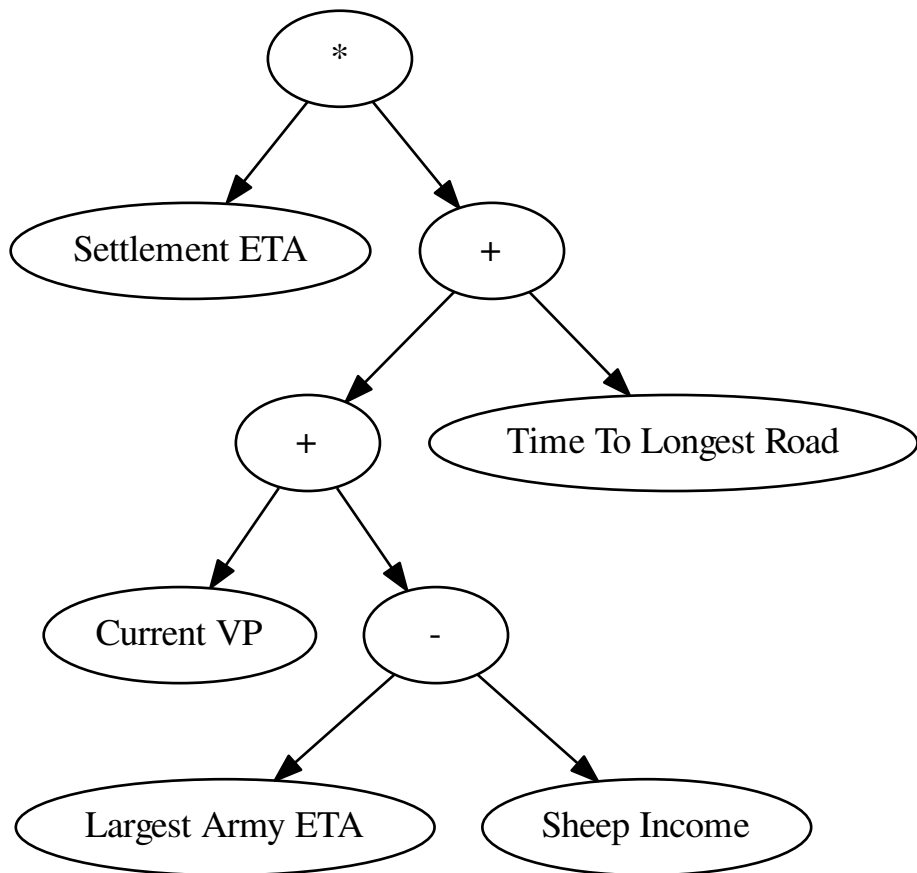 *
Settlement ETA
+
+
Time To Longest Road
Current VP
-
Largest Army ETA
Sheep Income